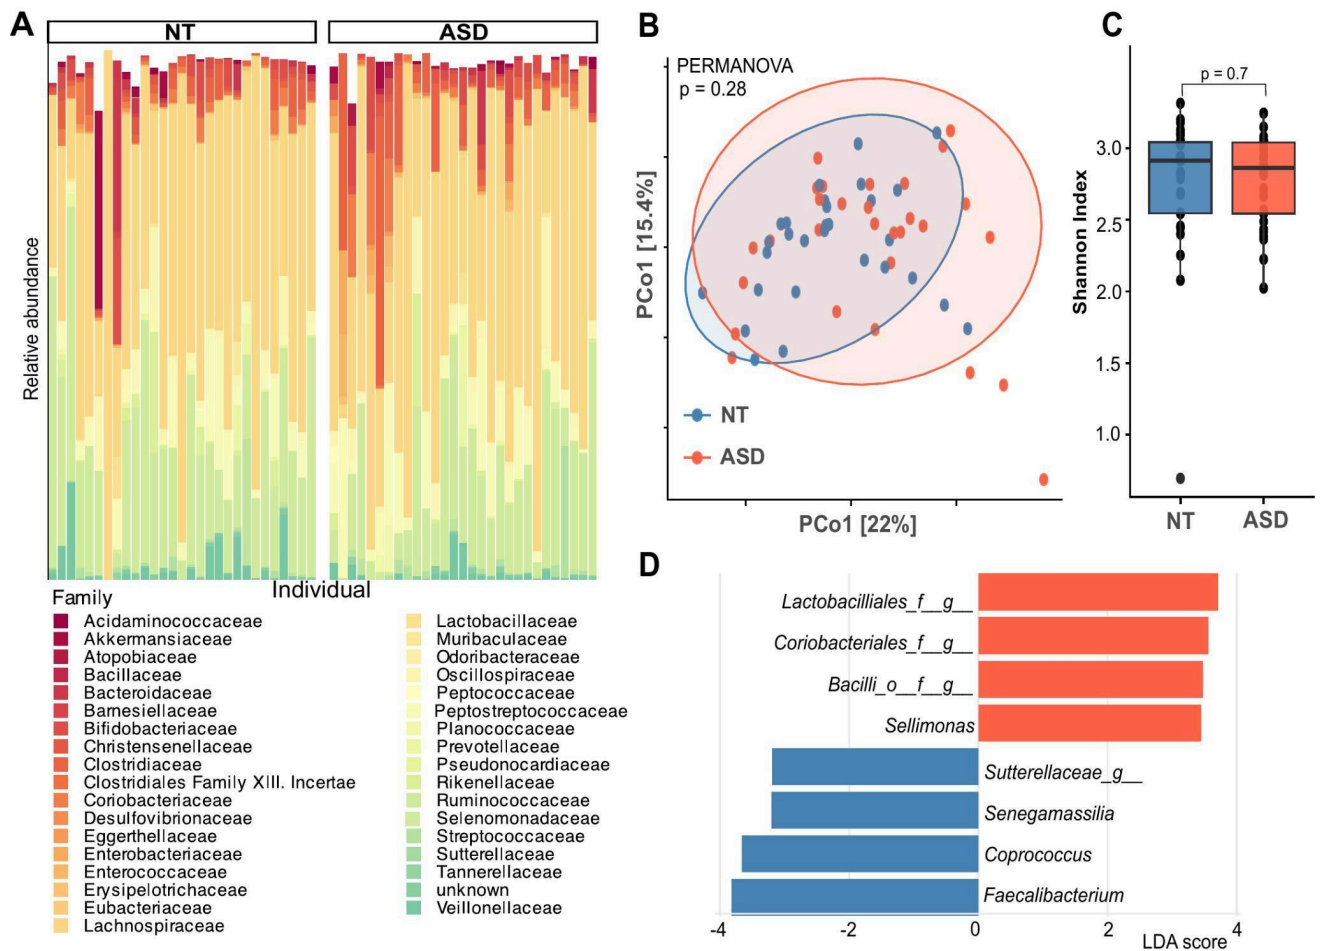 A
NT
ASD
Relative abundance
Individual
Family
Acidaminococcaceae
Akkermansiaceae
Atopobiaceae
Bacillaceae
Bacteroidaceae
Barnesiellaceae
Bifidobacteriaceae
Christensenellaceae
Clostridiaceae
Clostridiales Family XIII. Incertae
Coriobacteriaceae
Desulfovibrionaceae
Eggerthellaceae
Enterobacteriaceae
Enterococcaceae
Erysipelotrichaceae
Eubacteriaceae
Lachnospiraceae
Lactobacillaceae
Muribaculaceae
Odoribacteraceae
Oscillospiraceae
Peptococcaceae
Peptostreptococcaceae
Planococcaceae
Prevotellaceae
Pseudonocardiaceae
Rikenellaceae
Ruminococcaceae
Selenomonadaceae
Streptococcaceae
Sutterellaceae
Tannerellaceae
unknown
Veillonellaceae
B
PERMANOVA
p = 0.28
PCo1 [15.4%]
NT
ASD
PCo1 [22%]
C
p = 0.7
Shannon Index
3.0
2.5
2.0
1.5
1.0
NT
ASD
D
Lactobacilliales_f__g__
Coriobacteriales_f__g__
Bacilli_o__f__g__
Sellimonas
Sutterellaceae_g__
Senegamassilia
Coprococcus
Faecalibacterium
-4
-2
0
2
4
LDA score